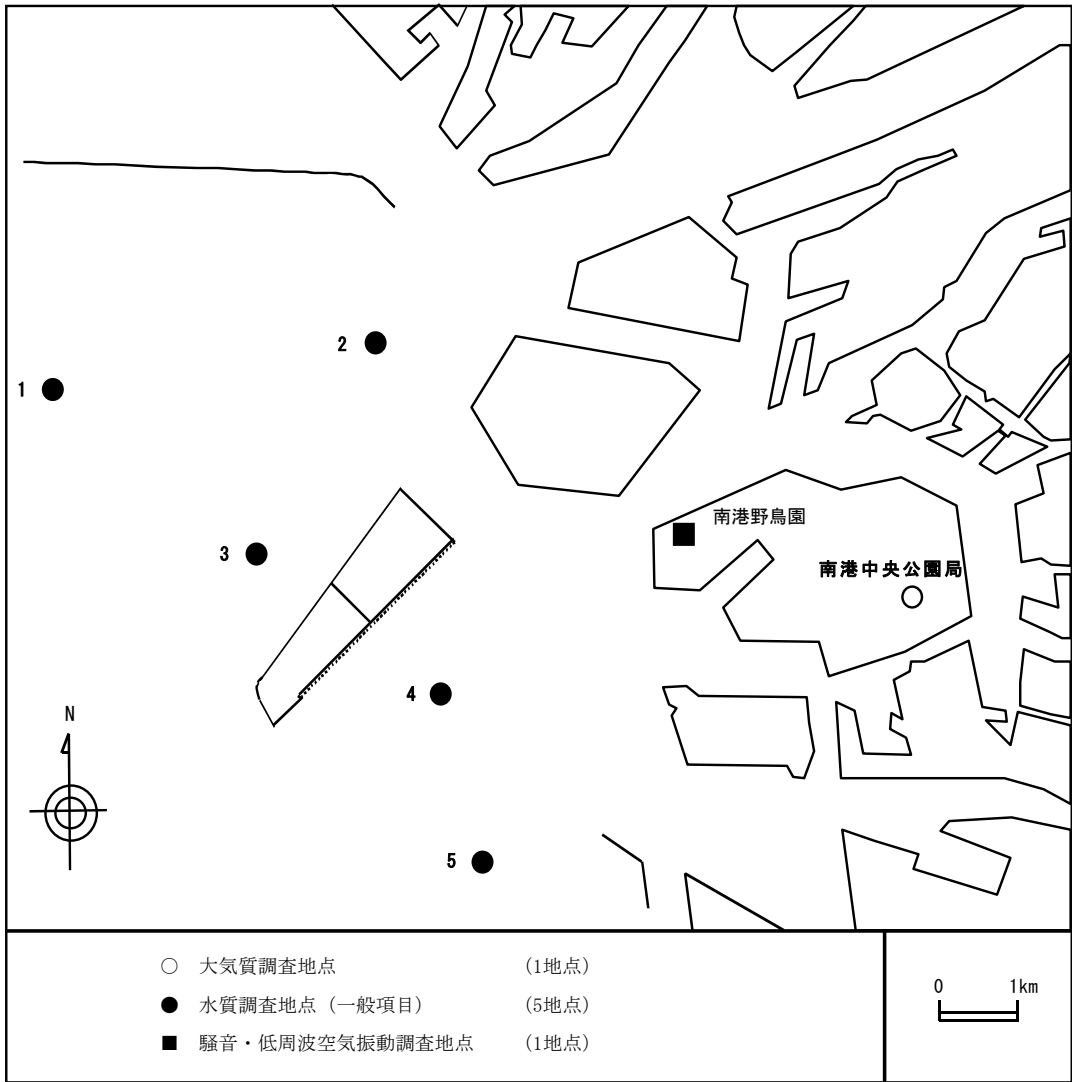 2
1
南港野鳥園
3
南港中央公園局
4
N
5
○ 大気質調査地点 (1地点)
● 水質調査地点（一般項目） (5地点)
■ 騒音・低周波空気振動調査地点 (1地点)
0 1km